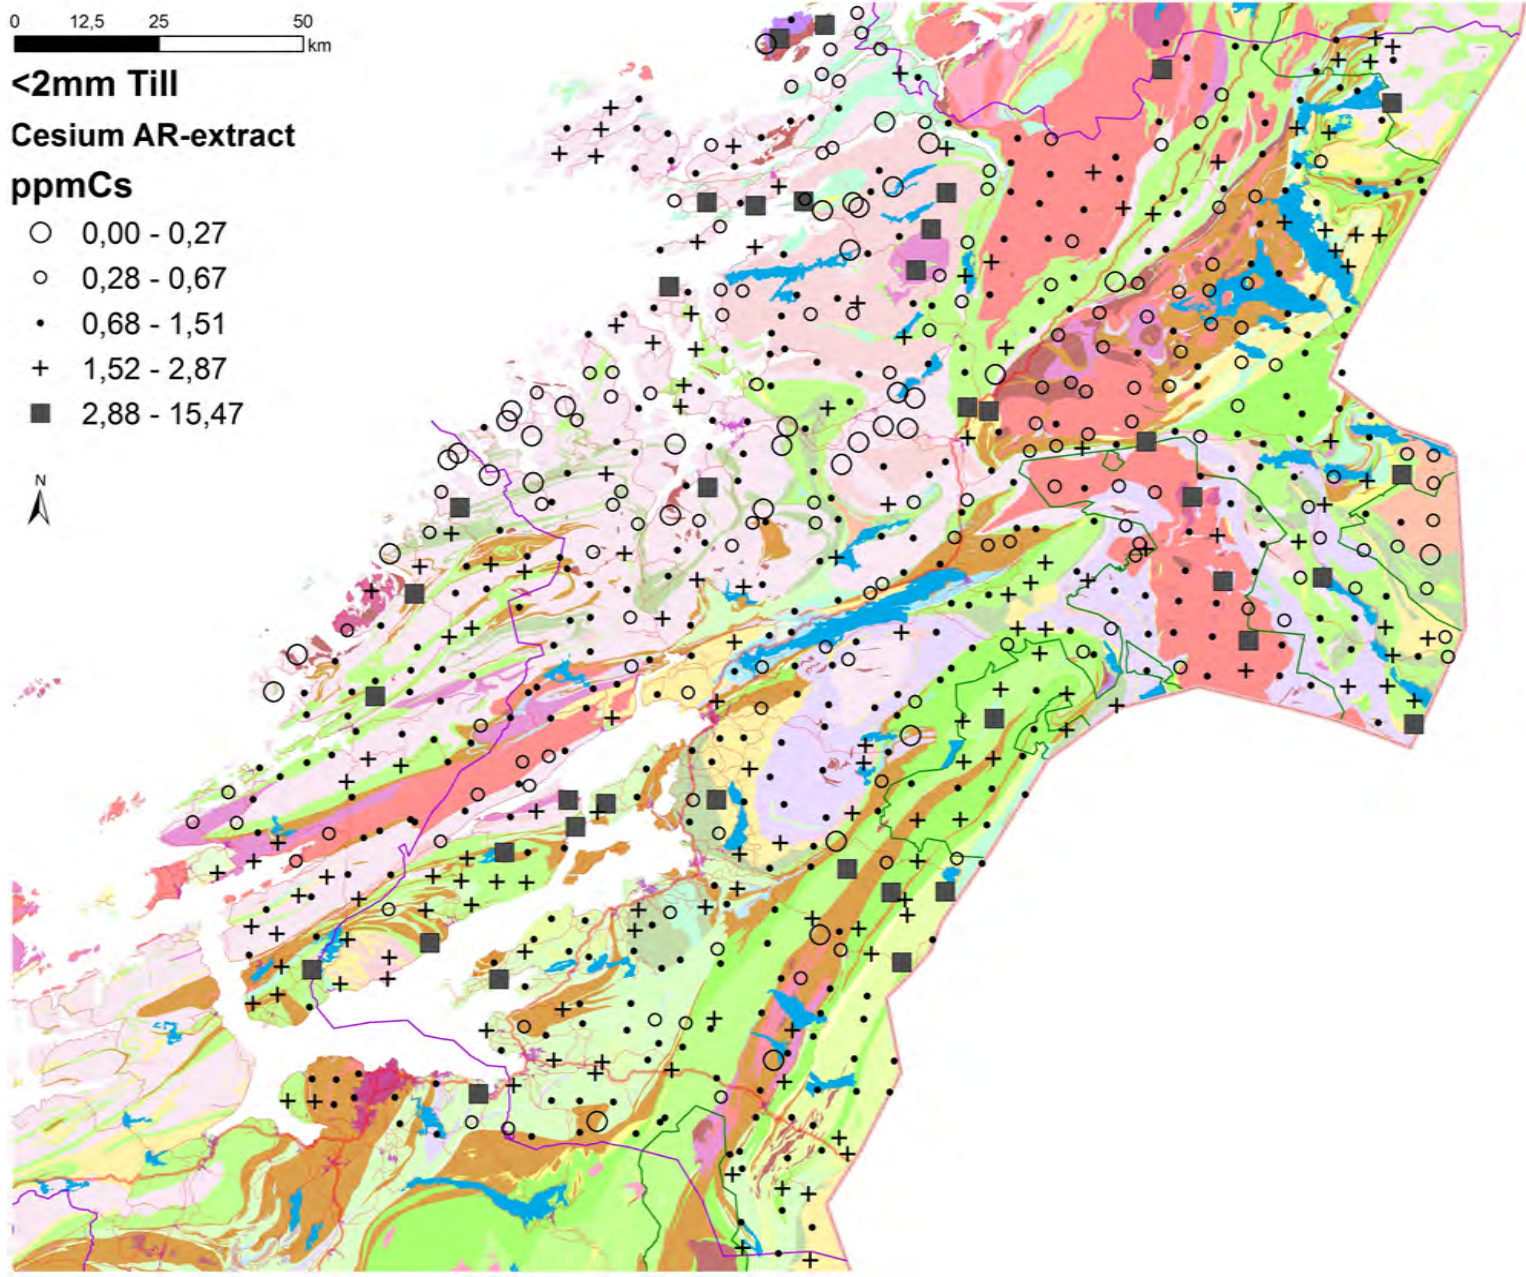 0 12,5 25 50
km
<2mm Till
Cesium AR-extract
ppmCs
0,00 - 0,27
0,28 - 0,67
0,68 - 1,51
1,52 - 2,87
2,88 - 15,47
N